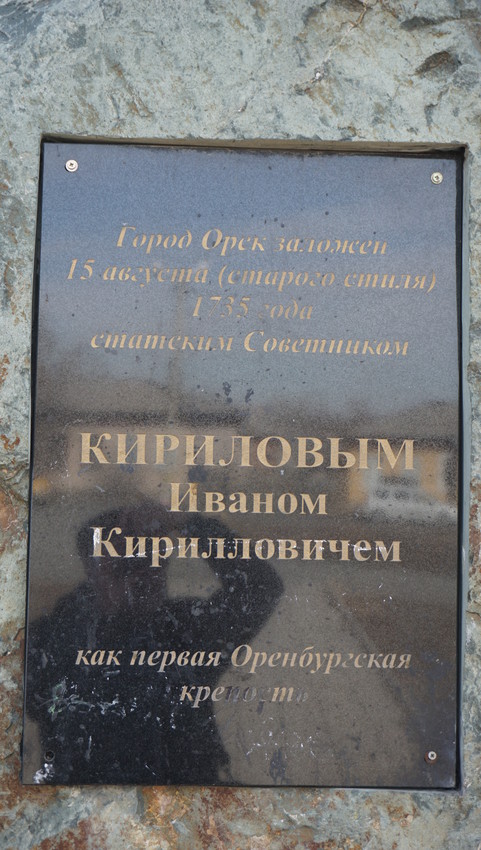 Город Орск заложен
15 августа (старого стиля)
1735 года
статским Советником
КИРИЛОВЫМ
Иваном
Кирилловичем
как первая Оренбургская
крепость